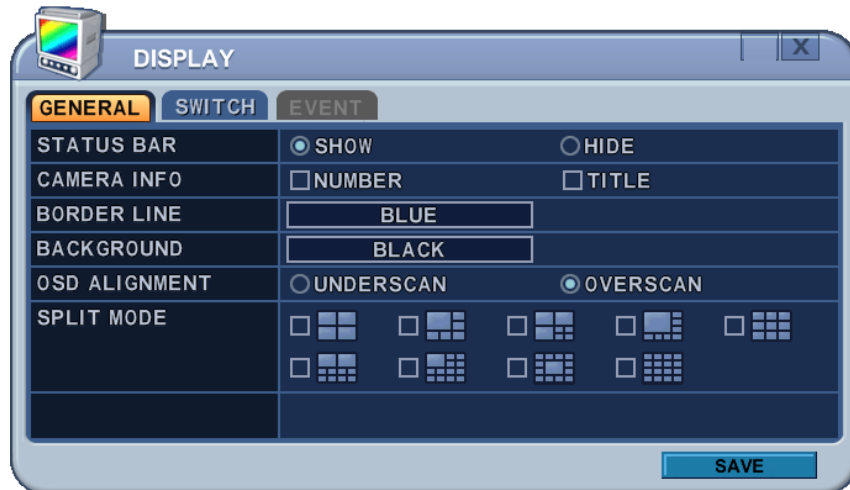 DISPLAY X
GENERAL SWITCH EVENT
STATUS BAR SHOW HIDE
CAMERA INFO NUMBER TITLE
BORDER LINE BLUE
BACKGROUND BLACK
OSD ALIGNMENT UNDERSCAN OVERSCAN
SPLIT MODE
SAVE